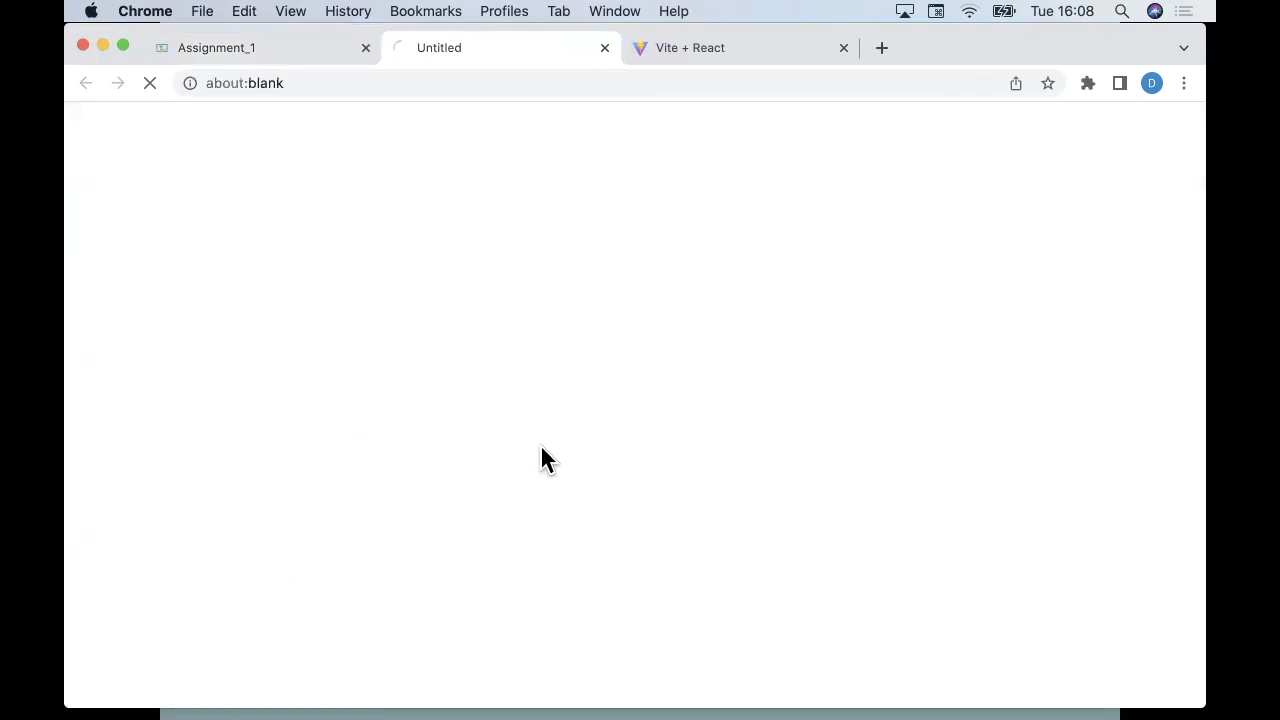 Chrome File Edit View History Bookmarks Profiles Tab Window Help Tue 16:08
Assignment_1 Untitled Vite + React
about:blank D